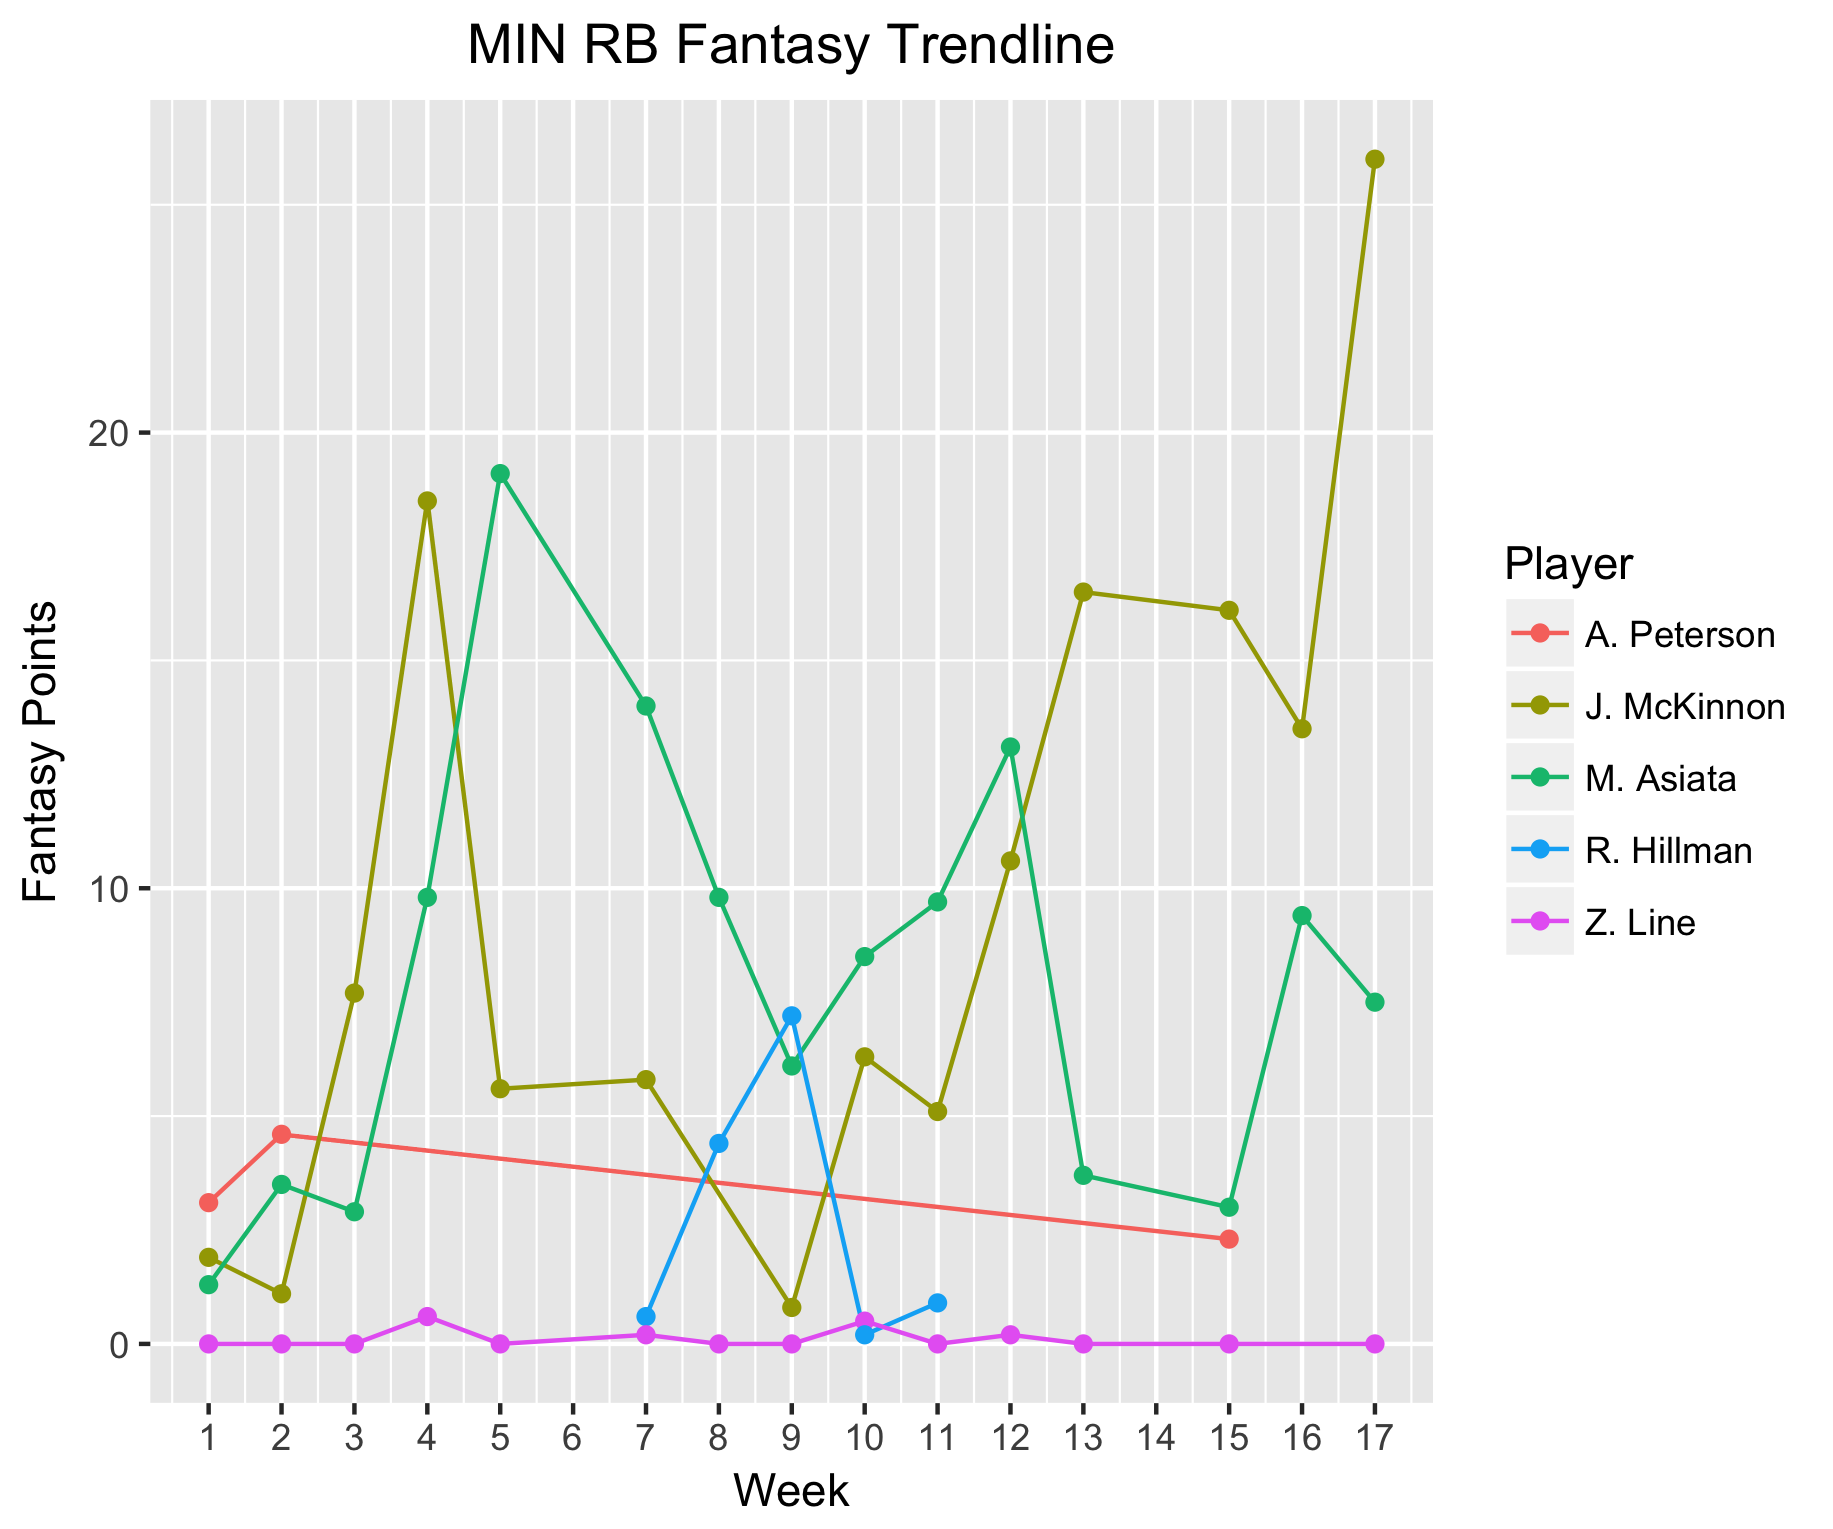 MIN RB Fantasy Trendline
Fantasy Points
20
10
0
1 2 3 4 5 6 7 8 9 10 11 12 13 14 15 16 17
Week
Player
A. Peterson
J. McKinnon
M. Asiata
R. Hillman
Z. Line